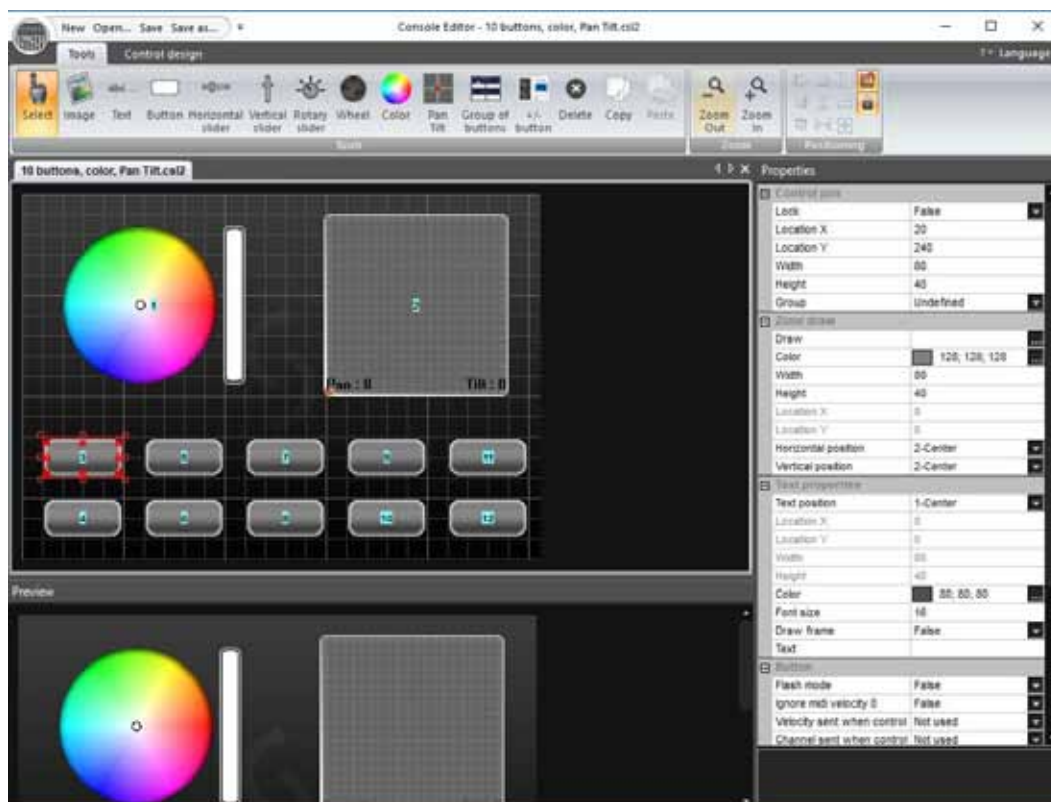 New Open... Save Save as...
Console Editor - 10 buttons, color, Pan Tilt.csl2
Tools Control design
Language
Select Image Text Button Horizontal slider Vertical slider Rotary slider Wheel Color Pan Tilt Group of buttons +/- button Delete Copy Paste
Zoom Out Zoom In
Tools Zoom Positioning
10 buttons, color, Pan Tilt.csl2
Properties
Control pos
Lock False
Location X 20
Location Y 240
Width 80
Height 40
Group Undefined
Zone draw
Draw
Color 128; 128; 128
Width 80
Height 40
Location X 0
Location Y 0
Horizontal position 2-Center
Vertical position 2-Center
Text properties
Text position 1-Center
Location X 0
Location Y 0
Width 80
Height 40
Color 80; 80; 80
Font size 16
Draw frame False
Text
Button
Flash mode False
Ignore midi velocity 0 False
Velocity sent when control Not used
Channel sent when control Not used
1
Pan : 0 Tilt : 0
3 7 11
4 10 12
Preview